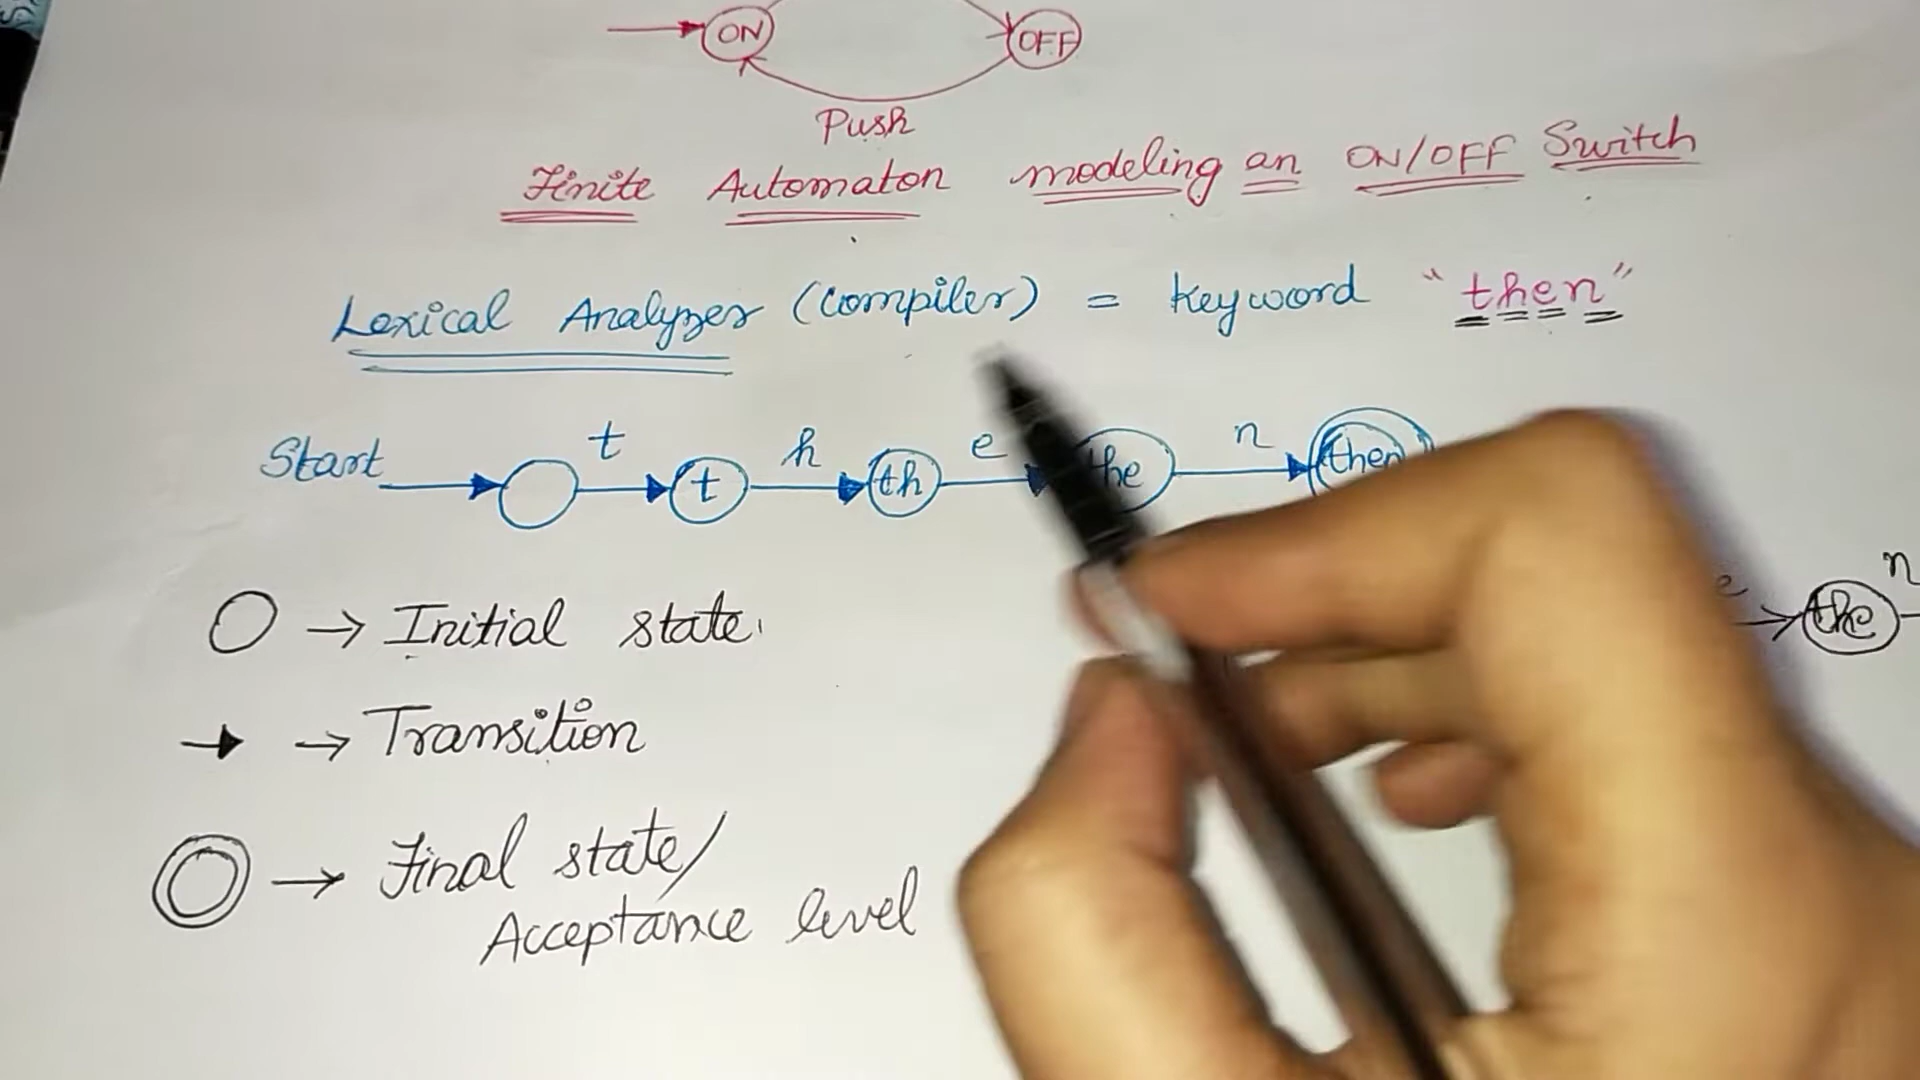 ON OFF
Push
Finite Automaton modeling an ON/OFF Switch
Lexical Analyzer (Compiler) = keyword "then"
t h e n
Start t th he then
e n
the
→ Initial state.
→ Transition
→ Final state/
Acceptance level